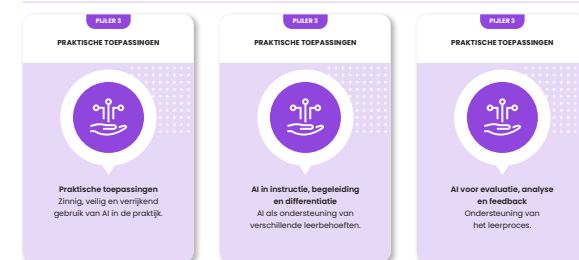 PIJLER 3
PRAKTISCHE TOEPASSINGEN
Praktische toepassingen
Zinnig, veilig en verrijkend
gebruik van AI in de praktijk.
PIJLER 3
PRAKTISCHE TOEPASSINGEN
AI in instructie, begeleiding
en differentiatie
AI als ondersteuning van
verschillende leerbehoeften.
PIJLER 3
PRAKTISCHE TOEPASSINGEN
AI voor evaluatie, analyse
en feedback
Ondersteuning van
het leerproces.